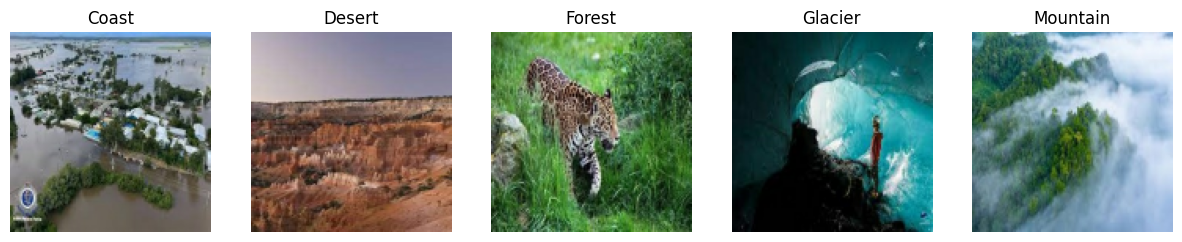 Coast
Desert
Forest
Glacier
Mountain